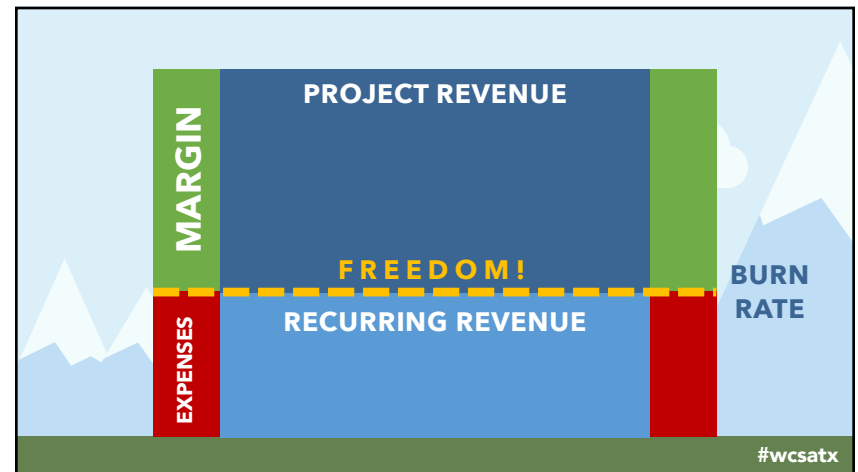 PROJECT REVENUE
MARGIN
FREEDOM!
BURN
RATE
RECURRING REVENUE
EXPENSES
#wcsatx